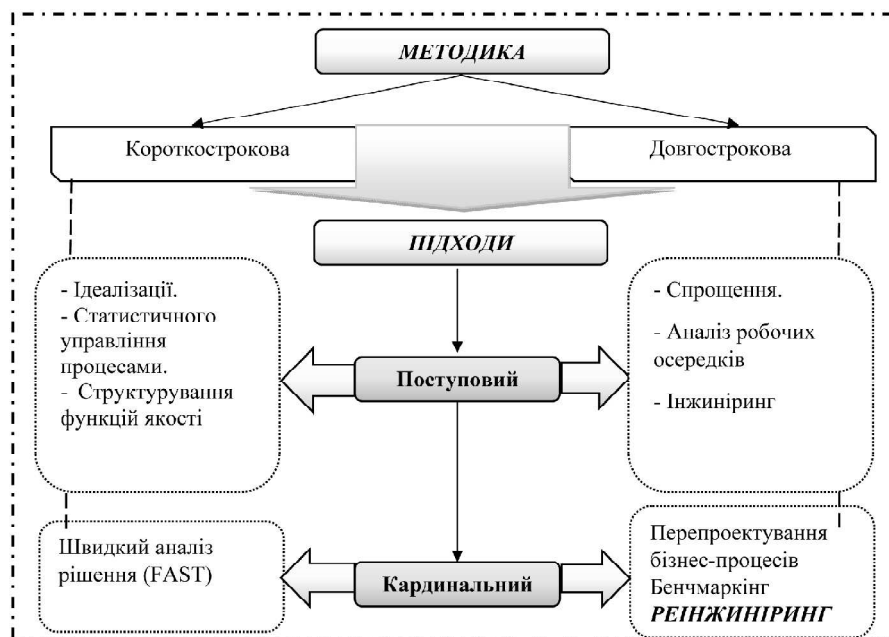 МЕТОДИКА
Короткострокова
Довгострокова
ПІДХОДИ
- Ідеалізації.
- Статистичного
управління
процесами.
- Структурування
функцій якості
Поступовий
- Спрощення.
- Аналіз робочих
осередків
- Інжиніринг
Швидкий аналіз
рішення (FAST)
Кардинальний
Перепроектування
бізнес-процесів
Бенчмаркінг
РЕІНЖИНІРИНГ